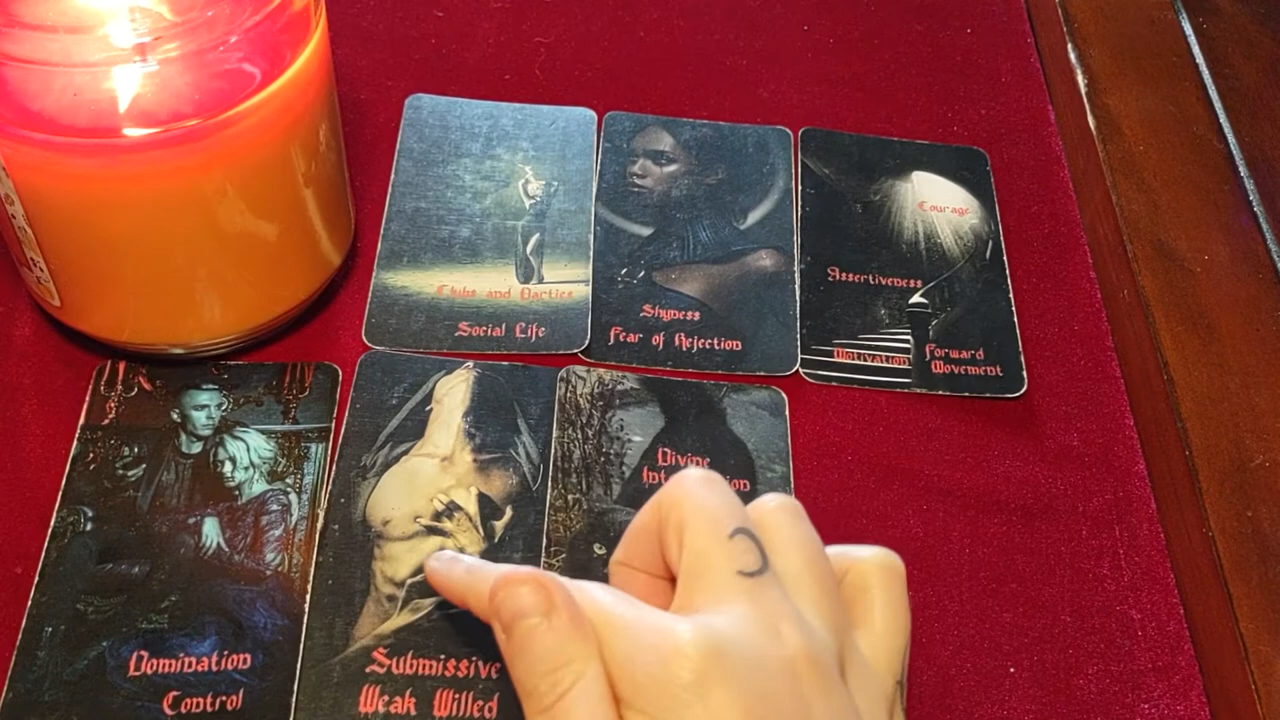 Clubs and Parties
Social Life
Shyness
Fear of Rejection
Courage
Assertiveness
Motivation
Forward
Movement
Domination
Control
Submissive
Weak Willed
Divine